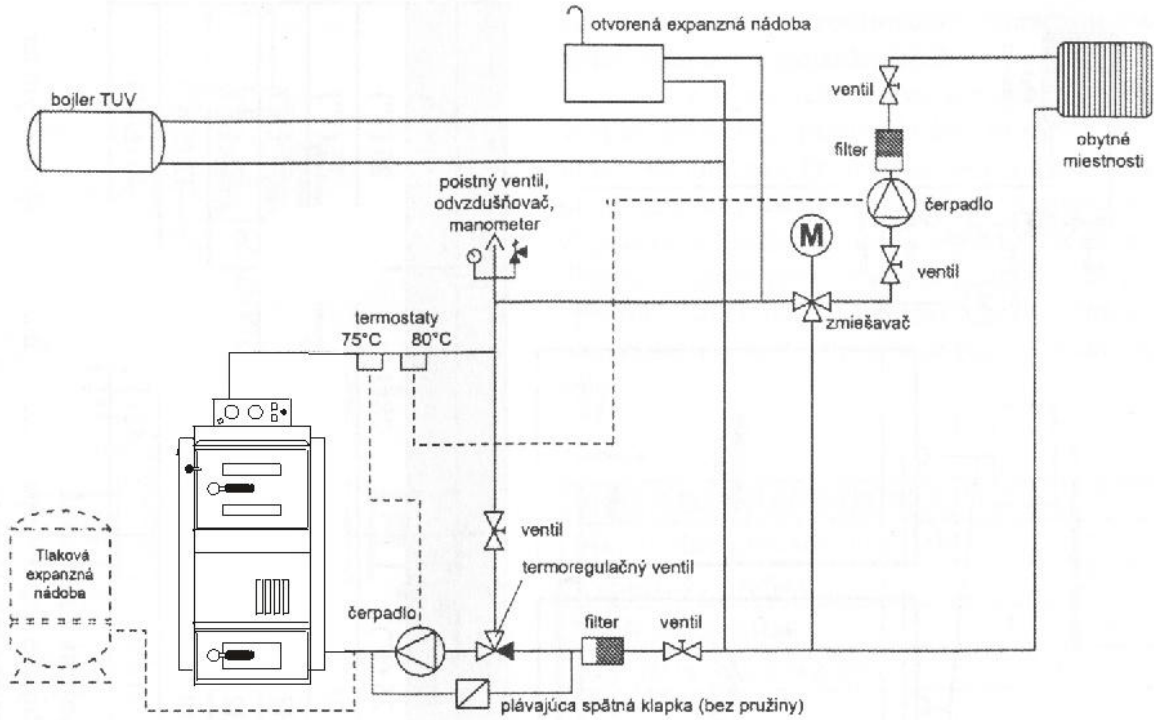 otvorená expanzná nádoba
bojler TUV
ventil
filter
obytné
miestnosti
poistný ventil,
odvzdušňovač,
manometer
čerpadlo
M
ventil
zmiešavač
termostaty
75°C 80°C
ventil
termoregulačný ventil
Tlaková
expanzná
nádoba
čerpadlo
filter
ventil
plávajúca spätná klapka (bez pružiny)